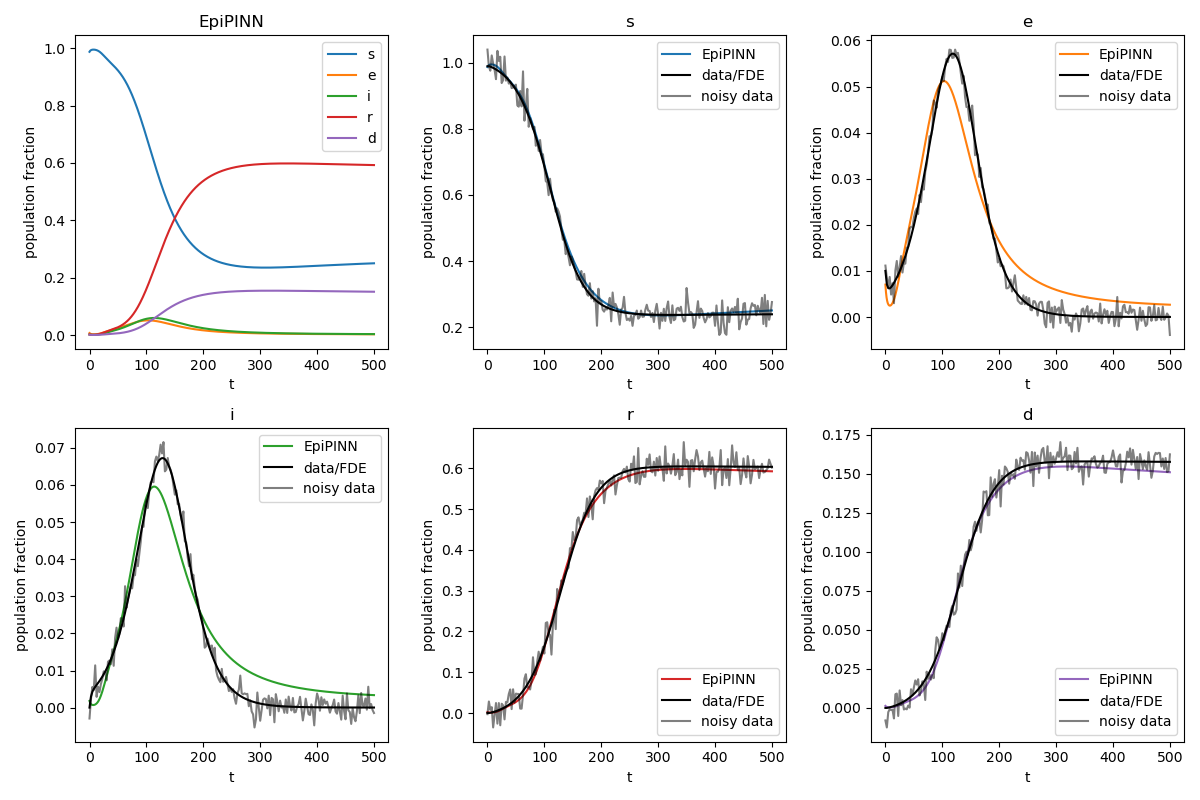 EpiPINN
1.0
0.8
0.6
0.4
0.2
0.0
population fraction
s
e
i
r
d
0 100 200 300 400 500
t
s
1.0
0.8
0.6
0.4
0.2
population fraction
EpiPINN
data/FDE
noisy data
0 100 200 300 400 500
t
e
0.06
0.05
0.04
0.03
0.02
0.01
0.00
population fraction
EpiPINN
data/FDE
noisy data
0 100 200 300 400 500
t
i
0.07
0.06
0.05
0.04
0.03
0.02
0.01
0.00
population fraction
EpiPINN
data/FDE
noisy data
0 100 200 300 400 500
t
r
0.6
0.5
0.4
0.3
0.2
0.1
0.0
population fraction
EpiPINN
data/FDE
noisy data
0 100 200 300 400 500
t
d
0.175
0.150
0.125
0.100
0.075
0.050
0.025
0.000
population fraction
EpiPINN
data/FDE
noisy data
0 100 200 300 400 500
t